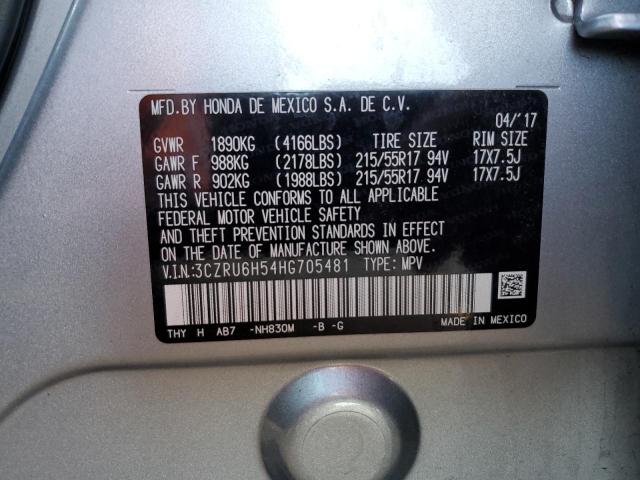 MFD. BY HONDA DE MEXICO S.A. DE C.V.
04/'17
GVWR 1890KG (4166LBS) TIRE SIZE RIM SIZE
GAWR F 988KG (2178LBS) 215/55R17 94V 17X7.5J
GAWR R 902KG (1988LBS) 215/55R17 94V 17X7.5J
THIS VEHICLE CONFORMS TO ALL APPLICABLE
FEDERAL MOTOR VEHICLE SAFETY
AND THEFT PREVENTION STANDARDS IN EFFECT
ON THE DATE OF MANUFACTURE SHOWN ABOVE.
V.I.N.:3CZRU6H54HG705481 TYPE: MPV
THY H AB7 -NH830M -B -G
MADE IN MEXICO